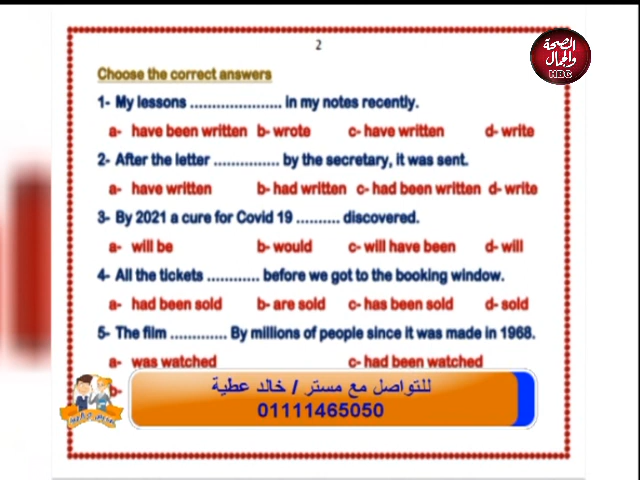 2
الصحة
والجمال
HBC
Choose the correct answers
1- My lessons ...................... in my notes recently.
a- have been written b- wrote c- have written d- write
2- After the letter ............... by the secretary, it was sent.
a- have written b- had written c- had been written d- write
3- By 2021 a cure for Covid 19 .......... discovered.
a- will be b- would c- will have been d- will
4- All the tickets ............ before we got to the booking window.
a- had been sold b- are sold c- has been sold d- sold
5- The film ............. By millions of people since it was made in 1968.
a- was watched c- had been watched
b-
للتواصل مع مستر / خالد عطية
01111465050